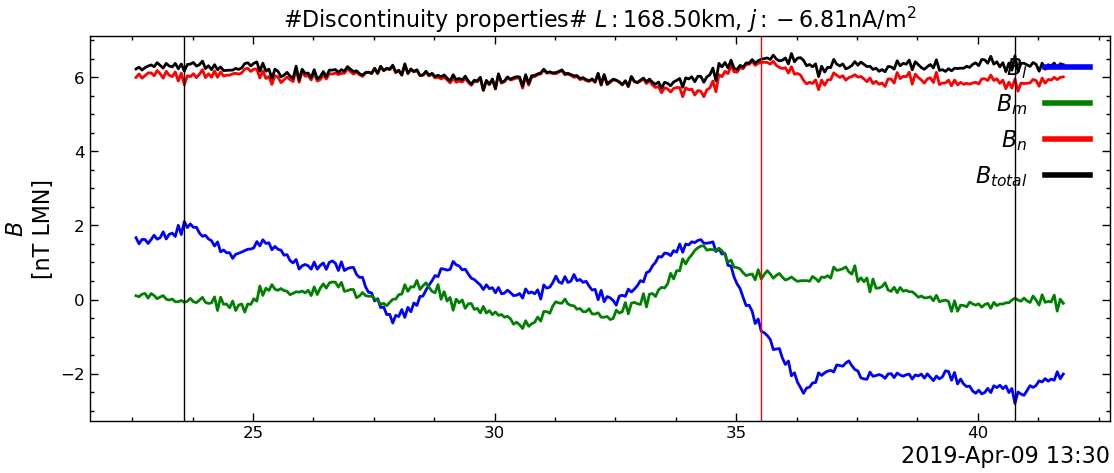 #Discontinuity properties# L : 168.50km, j : −6.81nA/m²
B
[nT LMN]
6
4
2
0
−2
B_l
B_m
B_n
B_total
25 30 35 40
2019-Apr-09 13:30